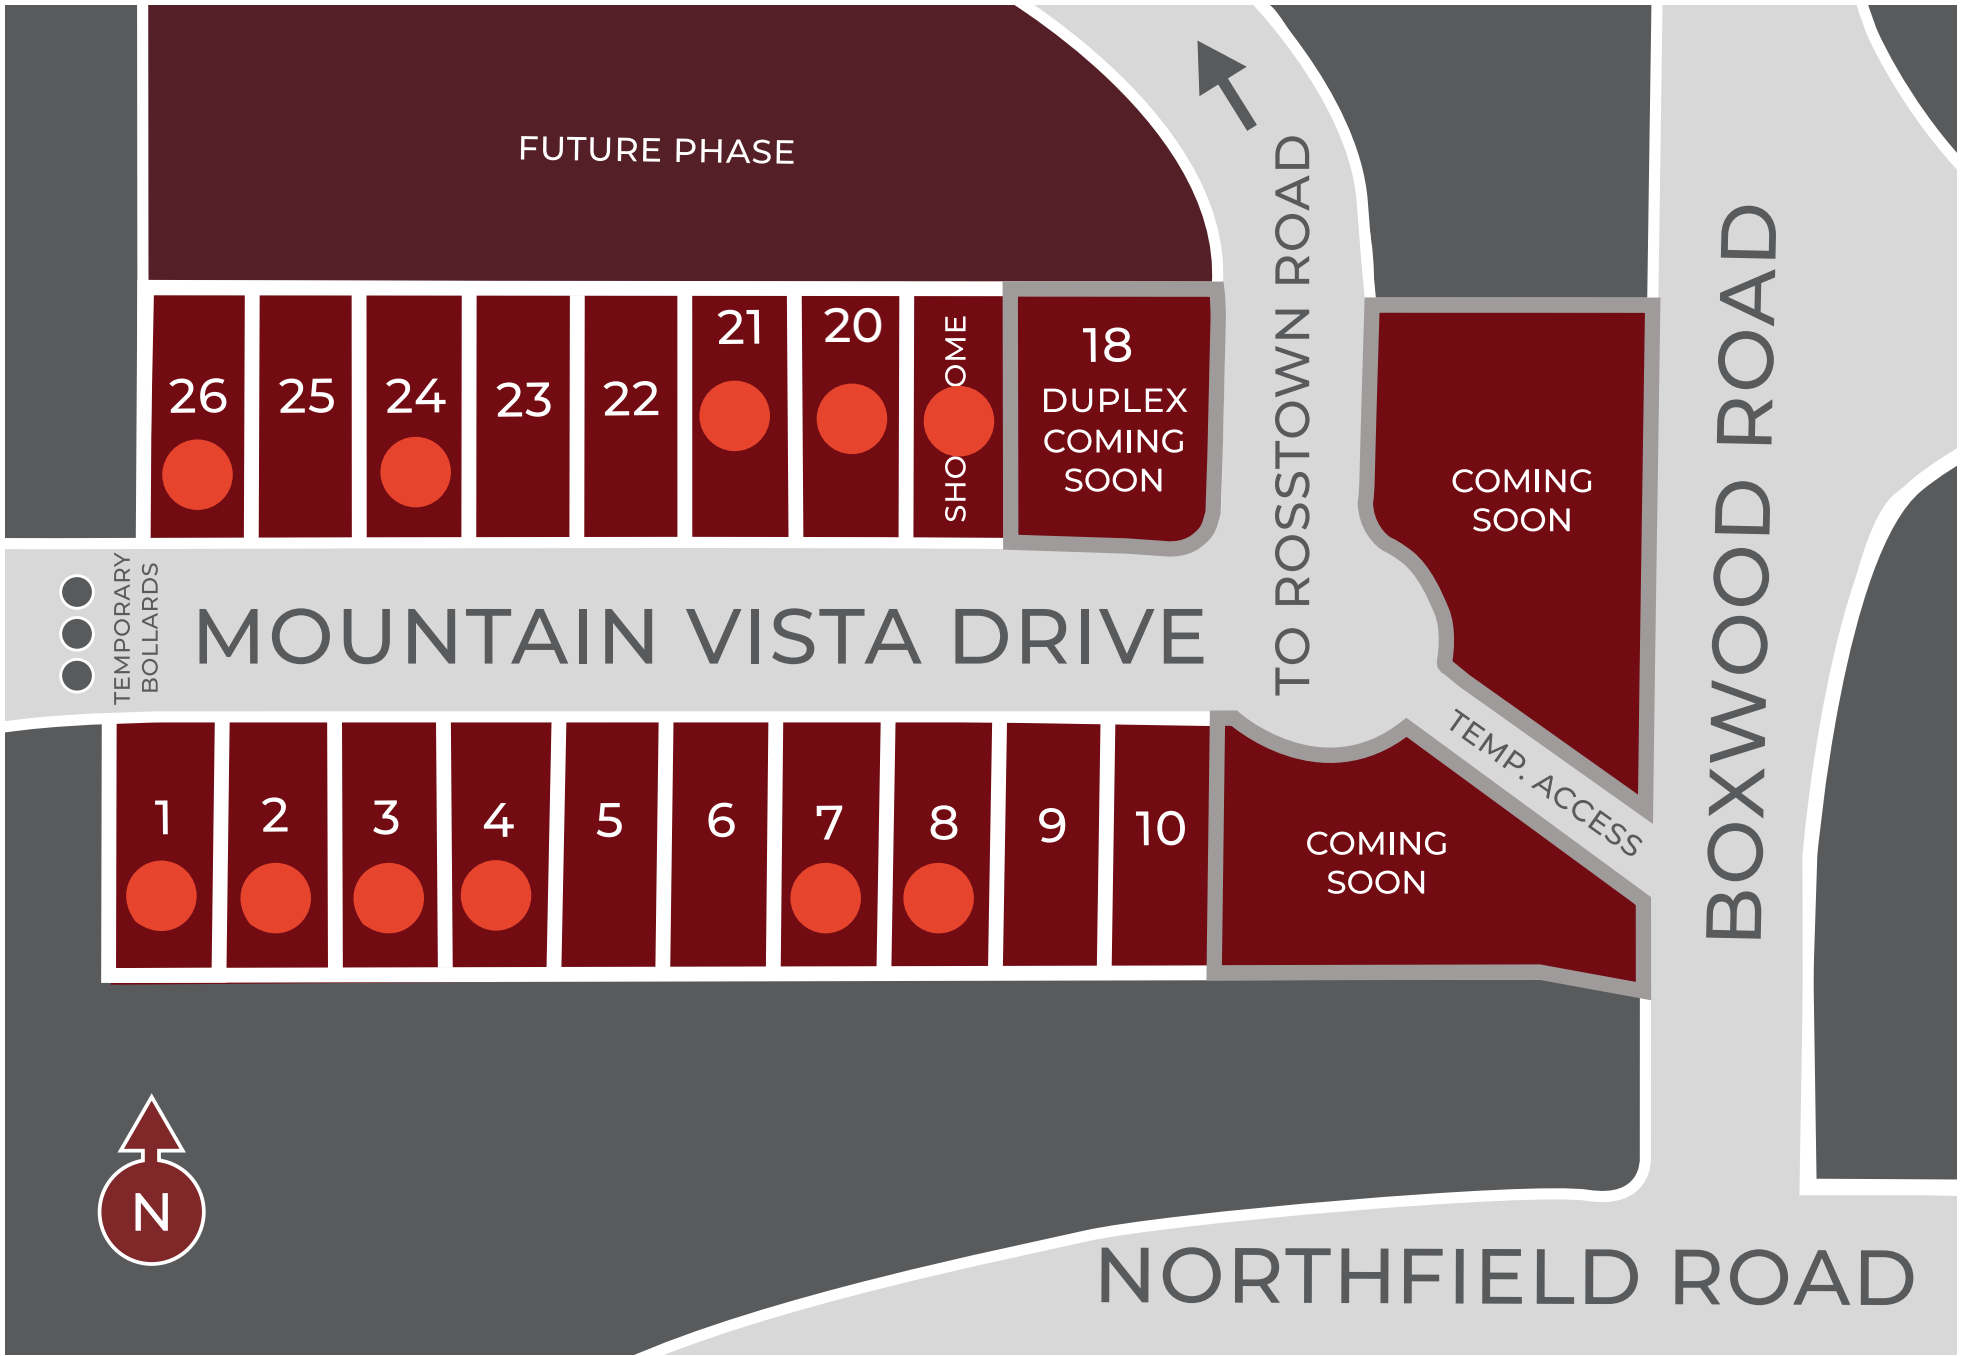 FUTURE PHASE
26
25
24
23
22
21
20
SHO OME
18
DUPLEX
COMING
SOON
TO ROSSTOWN ROAD
COMING
SOON
BOXWOOD ROAD
TEMPORARY
BOLLARDS
MOUNTAIN VISTA DRIVE
TEMP. ACCESS
1
2
3
4
5
6
7
8
9
10
COMING
SOON
N
NORTHFIELD ROAD